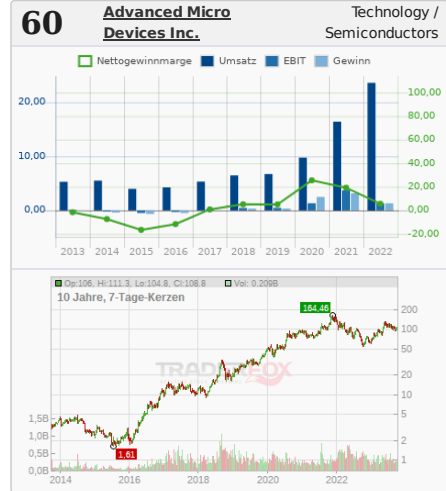 60
Advanced Micro
Devices Inc.
Technology /
Semiconductors
Nettogewinnmarge Umsatz EBIT Gewinn
20,00
10,00
0,00
100,00
80,00
60,00
40,00
20,00
0,00
-20,00
2013 2014 2015 2016 2017 2018 2019 2020 2021 2022
Op:106, Hi:111.3, Lo:104.8, Cl:108.8 Vol: 0.209B
10 Jahre, 7-Tage-Kerzen
164,46
TRADERFOX
1,61
200
100
50
20
10
5
2
1
1,5B
1,0B
0,5B
0,0B
2014 2016 2018 2020 2022